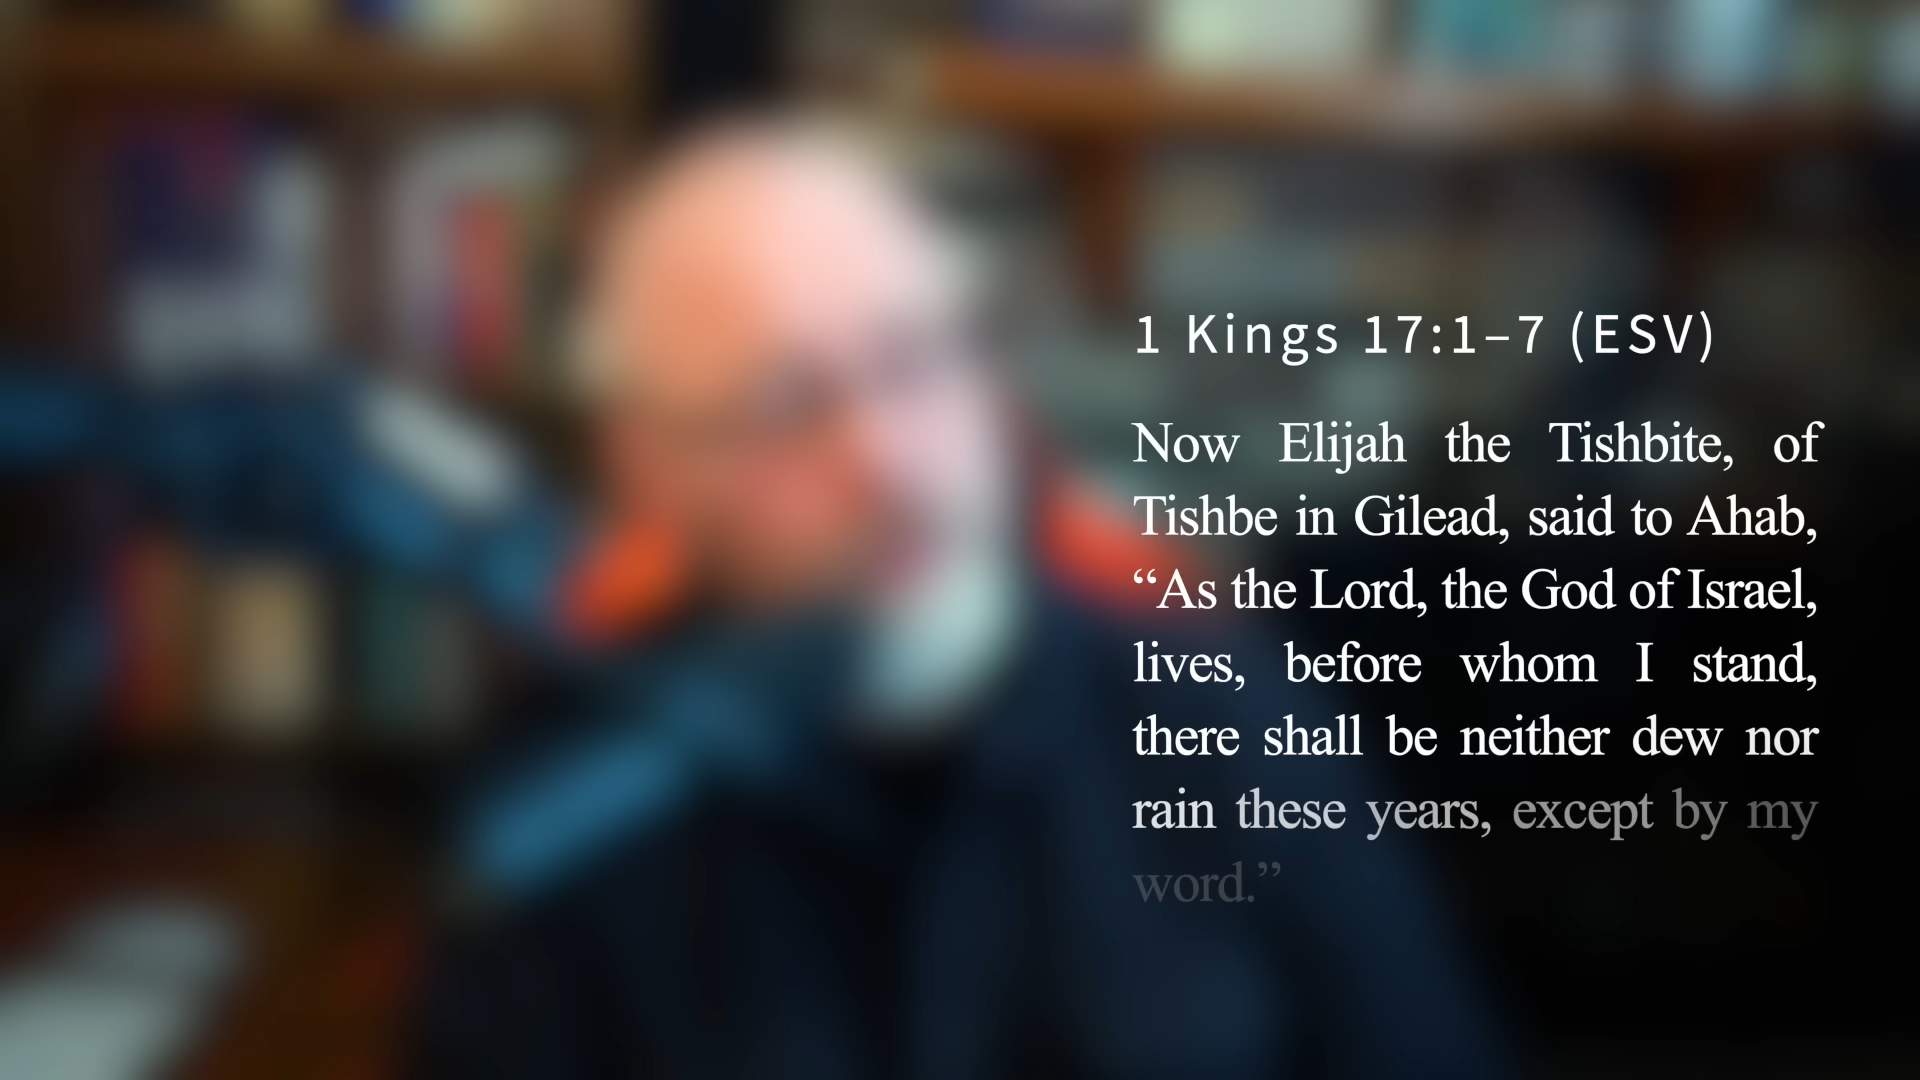 1 Kings 17:1–7 (ESV)
Now Elijah the Tishbite, of
Tishbe in Gilead, said to Ahab,
“As the Lord, the God of Israel,
lives, before whom I stand,
there shall be neither dew nor
rain these years, except by my
word.”